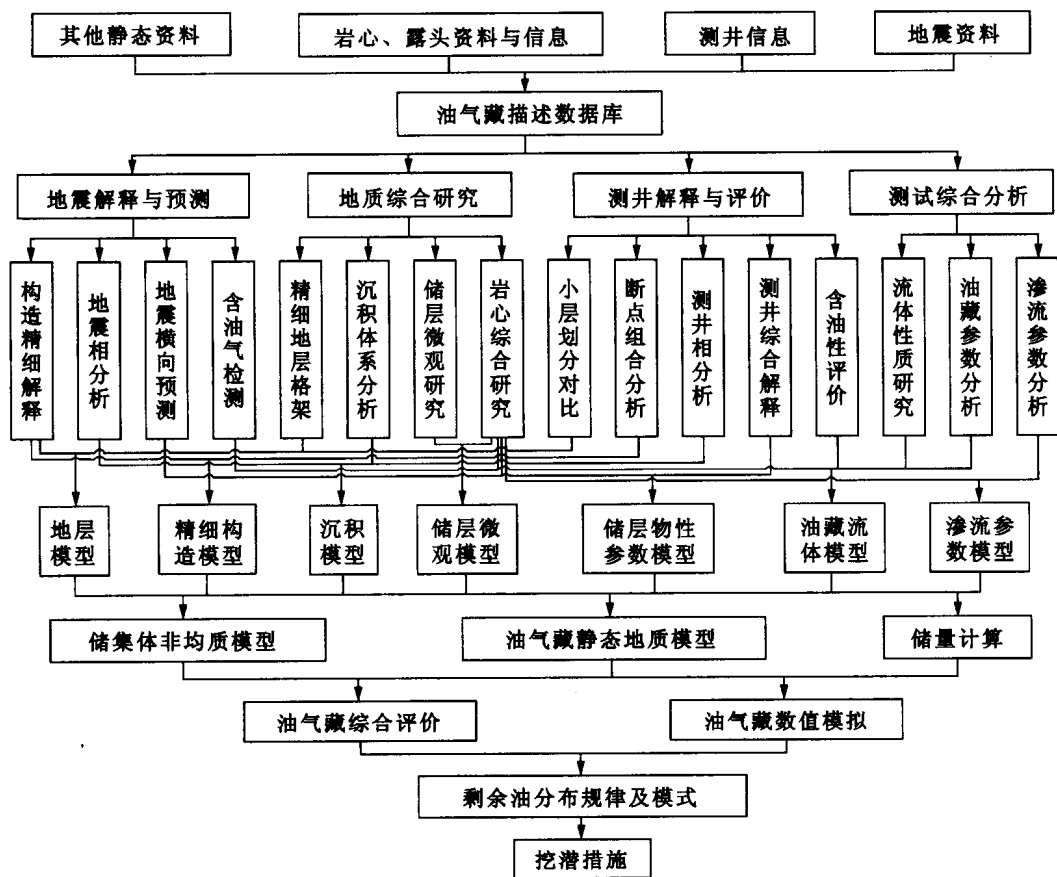 其他静态资料
岩心、露头资料与信息
测井信息
地震资料
油气藏描述数据库
地震解释与预测
地质综合研究
测井解释与评价
测试综合分析
构造精细解释
地震相分析
地震横向预测
含油气检测
精细地层格架
沉积体系分析
储层微观研究
岩心综合研究
小层划分对比
断点组合分析
测井相分析
测井综合解释
含油性评价
流体性质研究
油藏参数分析
渗流参数分析
地层
模型
精细构
造模型
沉积
模型
储层微
观模型
储层物性
参数模型
油藏流
体模型
渗流参
数模型
储集体非均质模型
油气藏静态地质模型
储量计算
油气藏综合评价
油气藏数值模拟
剩余油分布规律及模式
挖潜措施